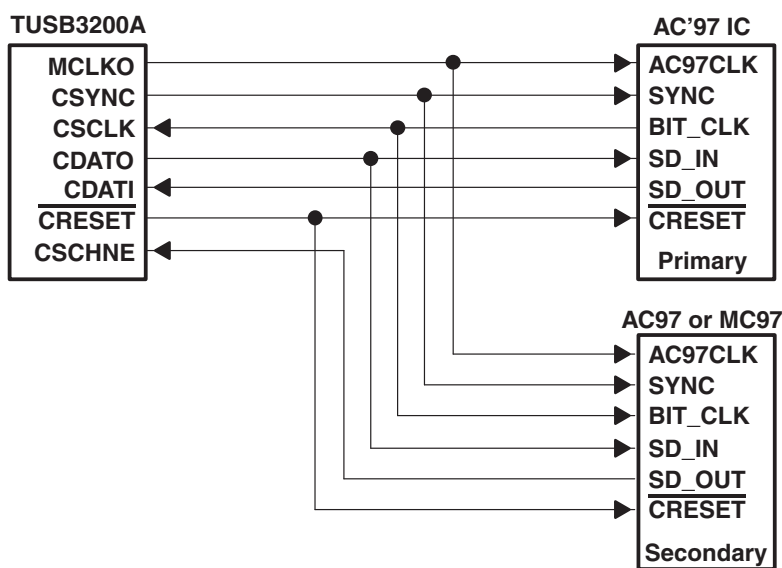 TUSB3200A
MCLKO
CSYNC
CSCLK
CDATO
CDATI
CRESET
CSCHNE
AC’97 IC
AC97CLK
SYNC
BIT_CLK
SD_IN
SD_OUT
CRESET
Primary
AC97 or MC97
AC97CLK
SYNC
BIT_CLK
SD_IN
SD_OUT
CRESET
Secondary